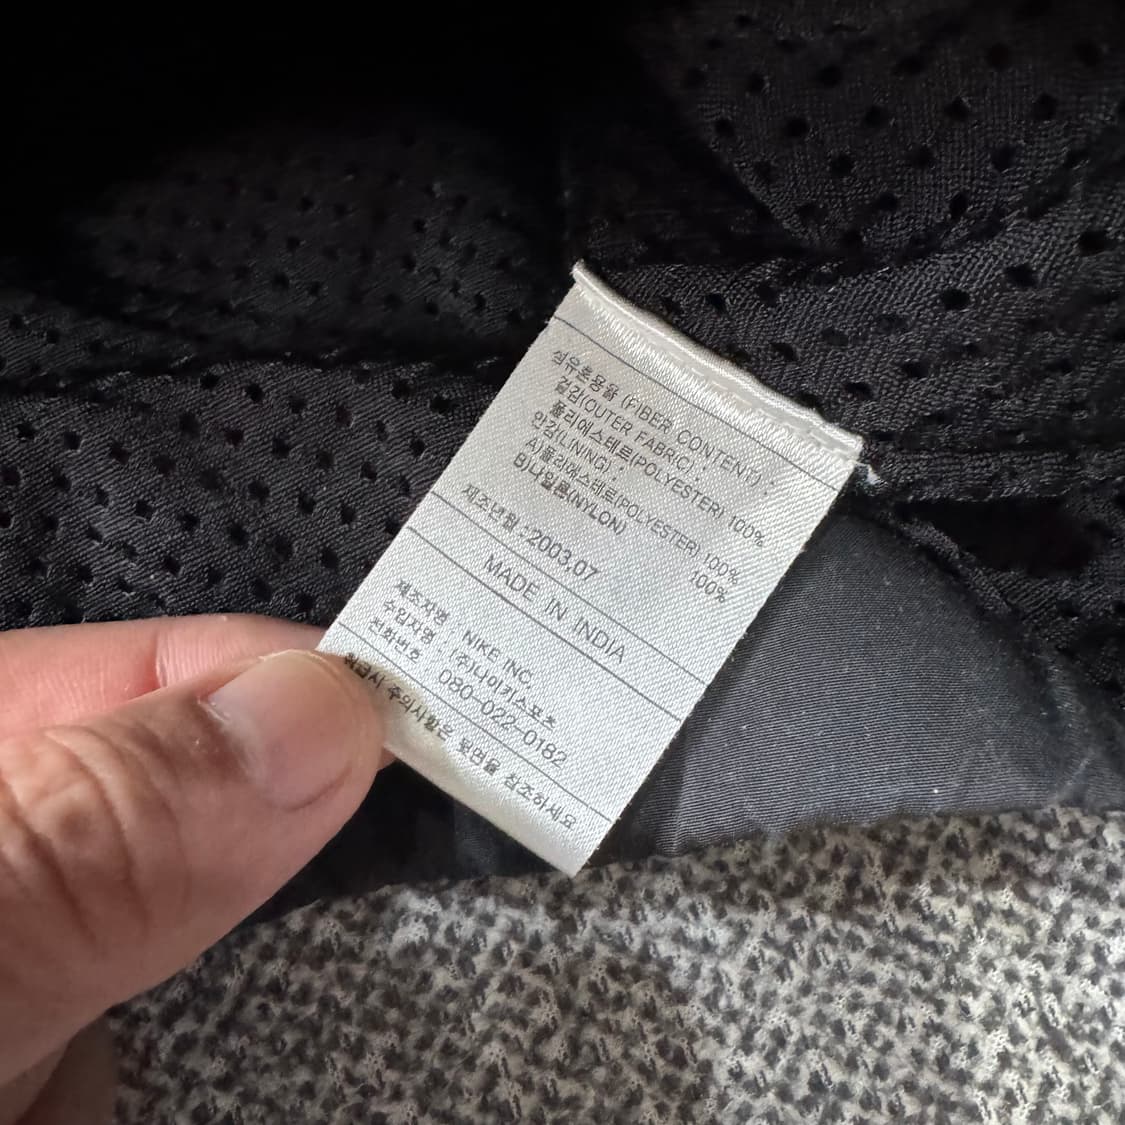 섬유혼용율 (FIBER CONTENT) :
겉감(OUTER FABRIC) :
폴리에스테르(POLYESTER) 100%
안감(LINING) :
A)폴리에스테르(POLYESTER) 100%
B)나일론(NYLON) 100%
제조년월 : 2003.07
MADE IN INDIA
제조자명 : NIKE INC.
수입자명 : (주)나이키스포츠
전화번호 : 080-022-0182
취급시 주의사항은 뒷면을 참조하세요